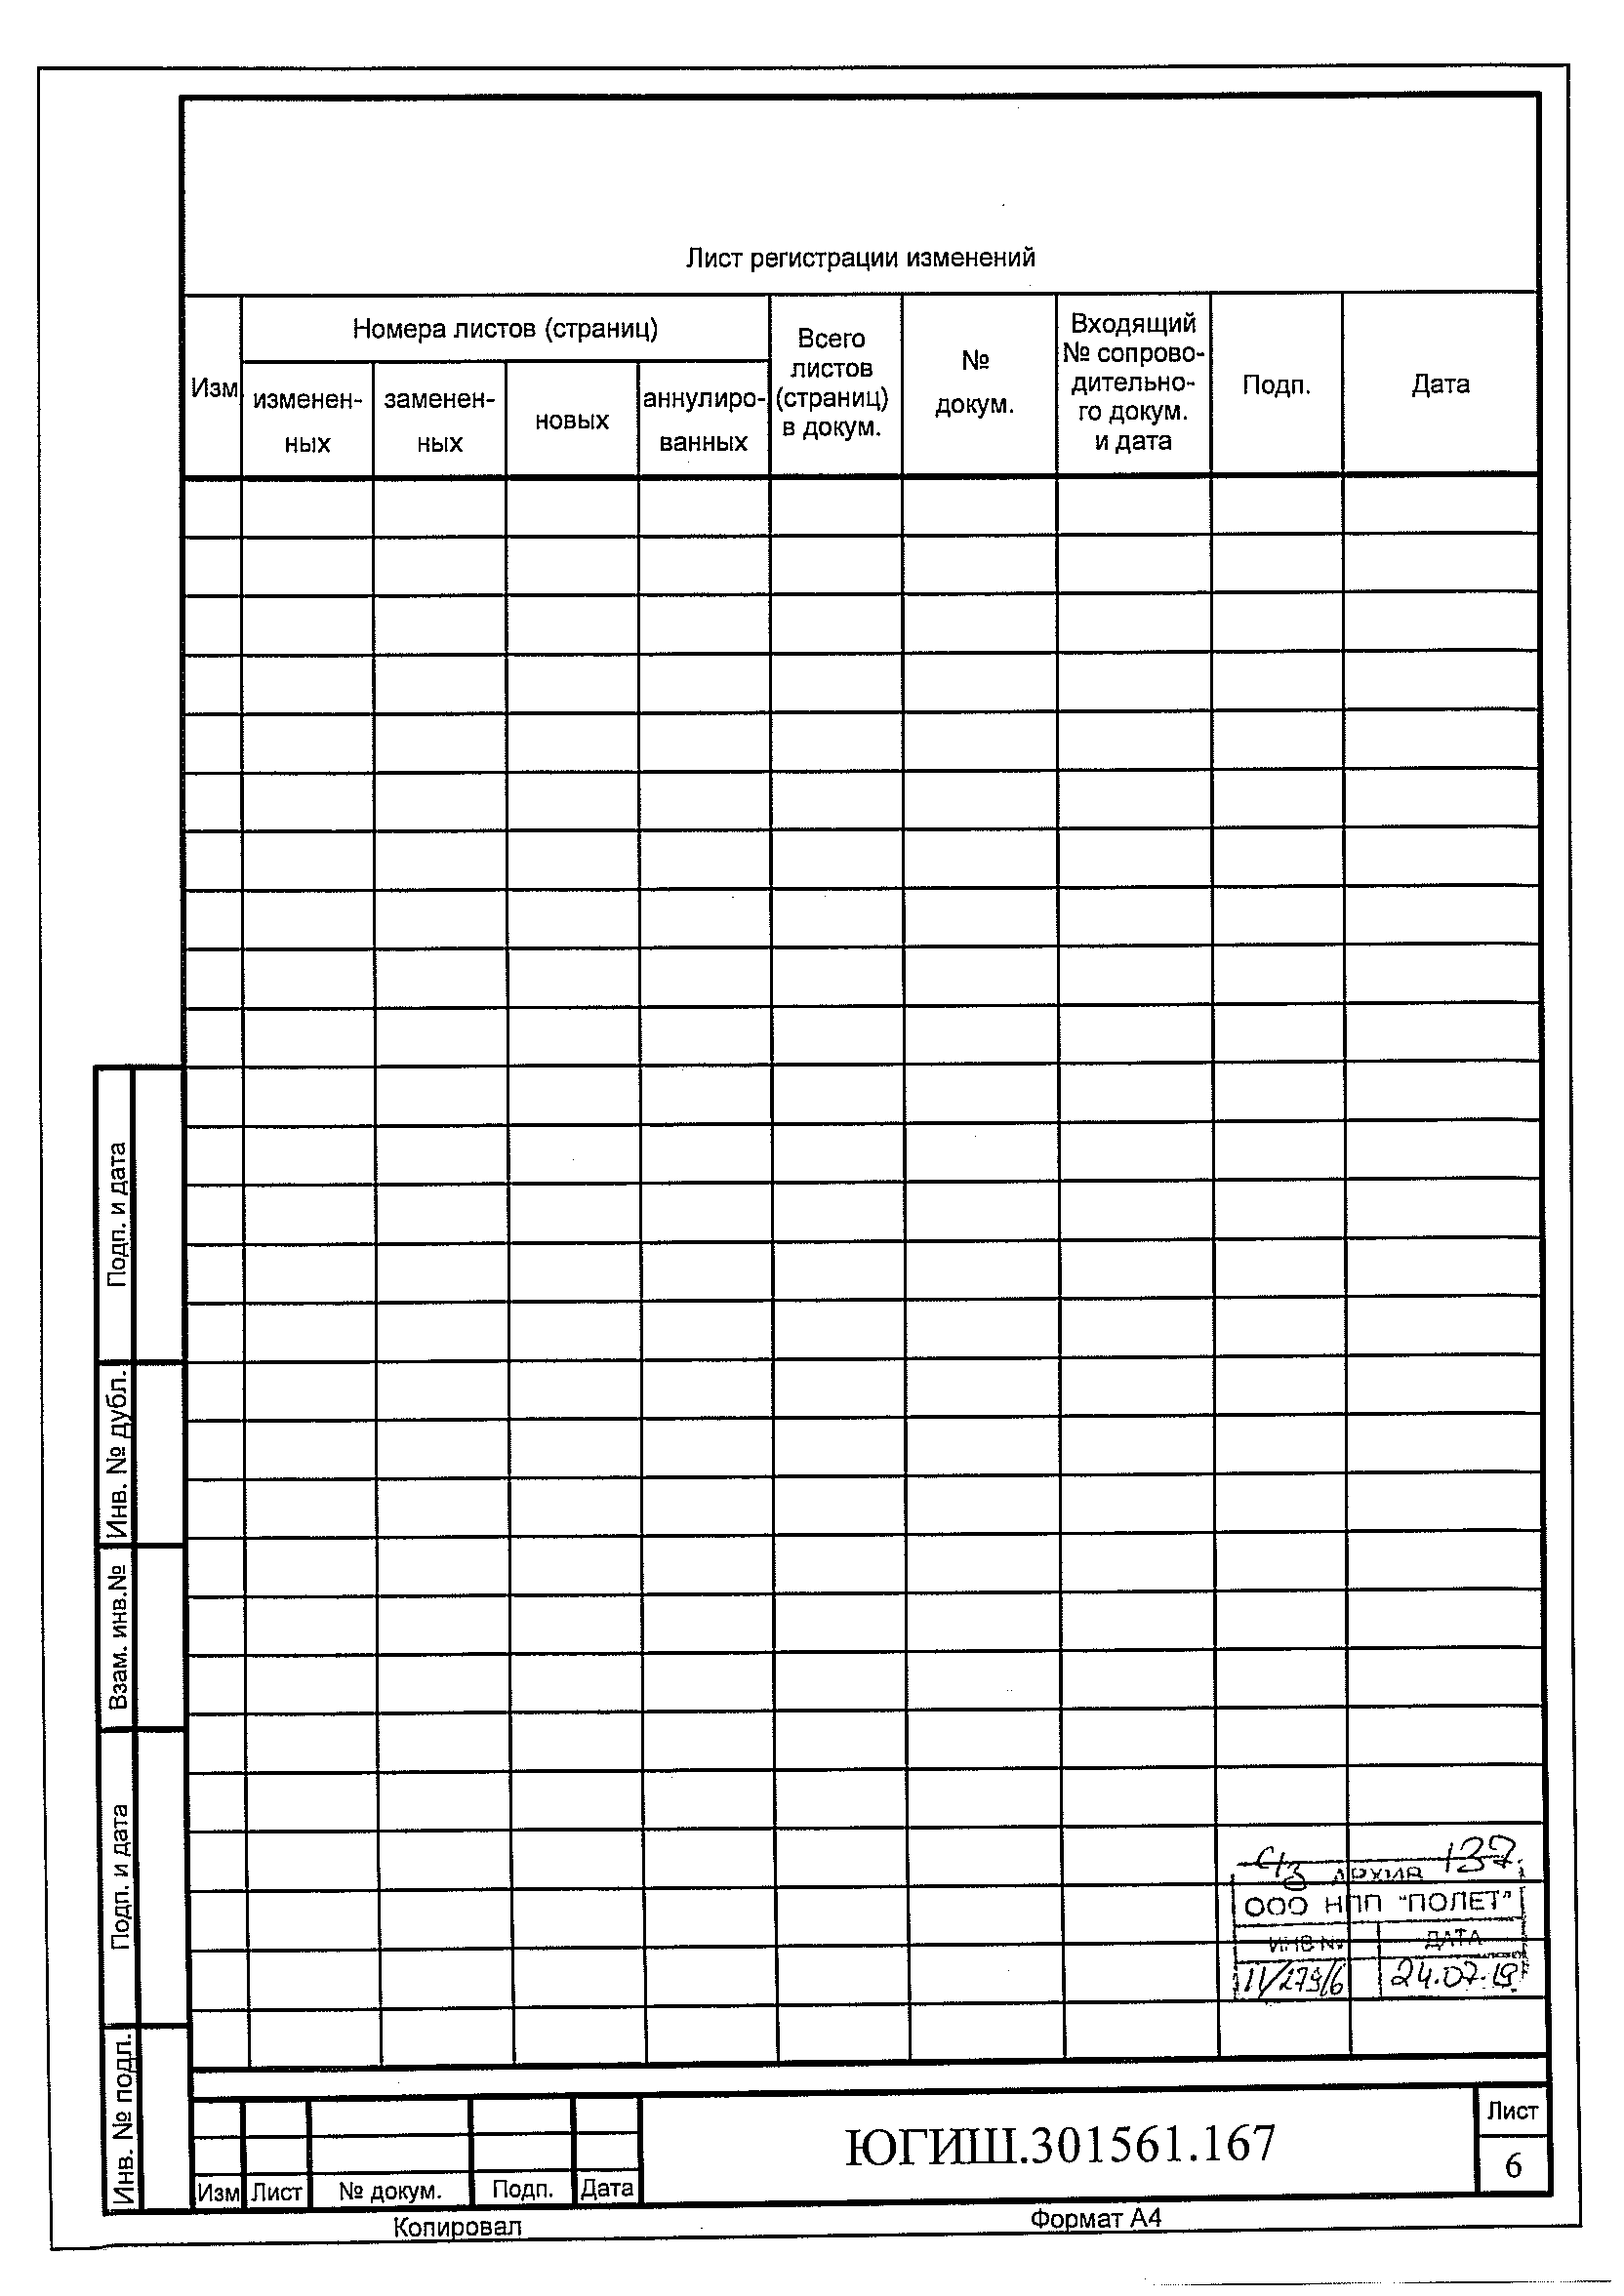 Лист регистрации изменений
Изм
Номера листов (страниц)
изменен-
ных
заменен-
ных
новых
аннулиро-
ванных
Всего
листов
(страниц)
в докум.
№
докум.
Входящий
№ сопрово-
дительно-
го докум.
и дата
Подп.
Дата
Подп. и дата
Инв. № дубл.
Взам. инв.№
Подп. и дата
Инв. № подл.
АРХИВ 137
ООО НПП "ПОЛЕТ"
ИНВ № ДАТА
11/279/6 24.07.19
Изм Лист № докум. Подп. Дата
ЮГИШ.301561.167
Лист
6
Копировал Формат А4